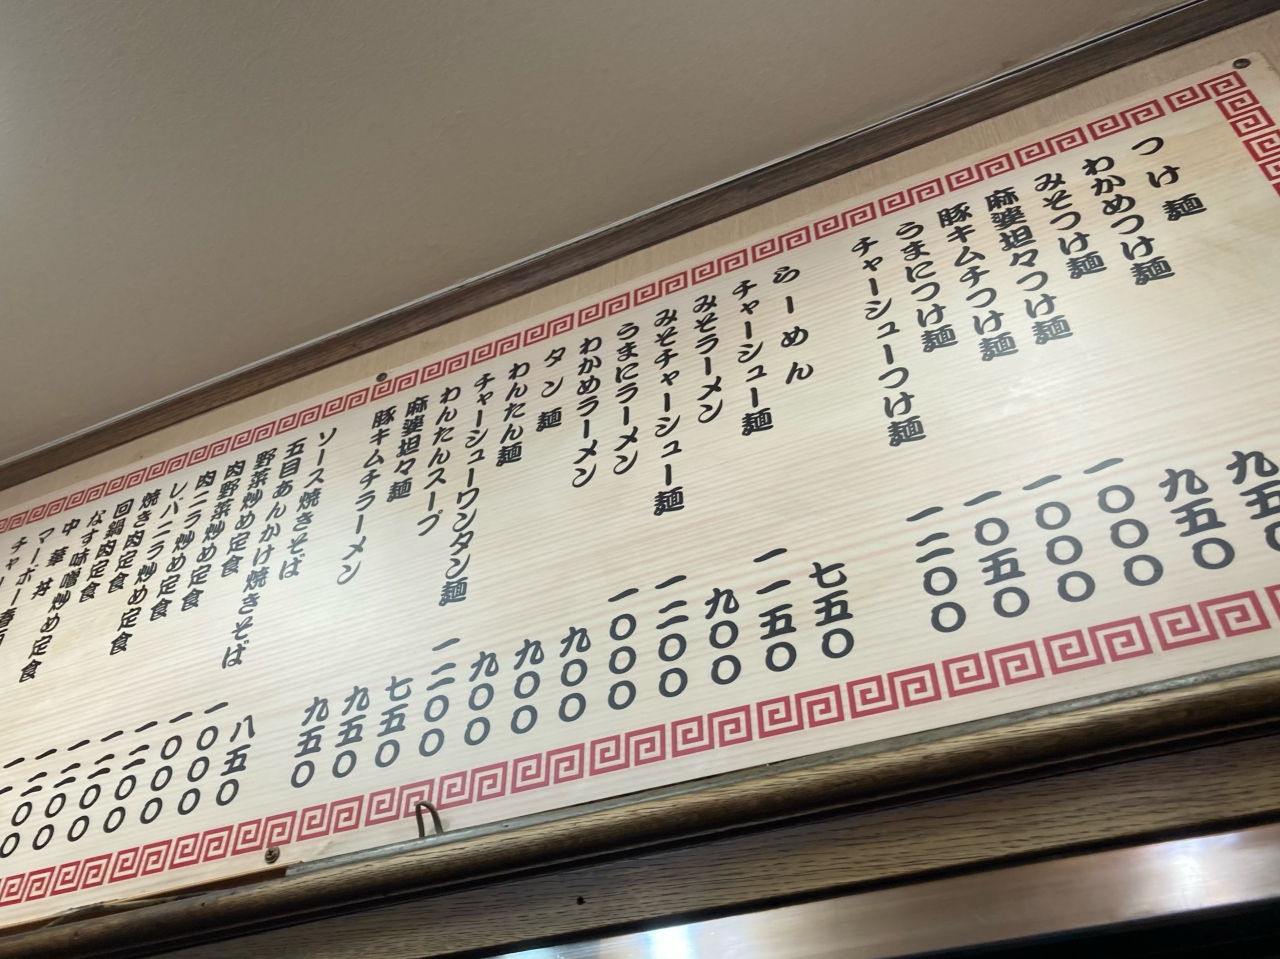 つけ麺
わかめつけ麺 九五〇
みそつけ麺 九五〇
麻婆坦々つけ麺 一〇〇〇
豚キムチつけ麺 一〇〇〇
うまにつけ麺 一〇五〇
チャーシューつけ麺 一二〇〇
らーめん 七五〇
チャーシュー麺 一一五〇
みそラーメン 九〇〇
みそチャーシュー麺 一二〇〇
うまにラーメン 一〇〇〇
わかめラーメン 九〇〇
タン麺 九〇〇
わんたん麺 九〇〇
チャーシューワンタン麺 一二〇〇
わんたんスープ 七五〇
麻婆坦々麺 九五〇
豚キムチラーメン 九五〇
ソース焼きそば 八五〇
五目あんかけ焼きそば 一〇〇〇
野菜炒め定食 一〇〇〇
肉野菜炒め定食
肉ニラ炒め定食
レバニラ炒め定食
焼き肉定食
回鍋肉定食
なす味噌炒め定食
中華丼
マーボー定食